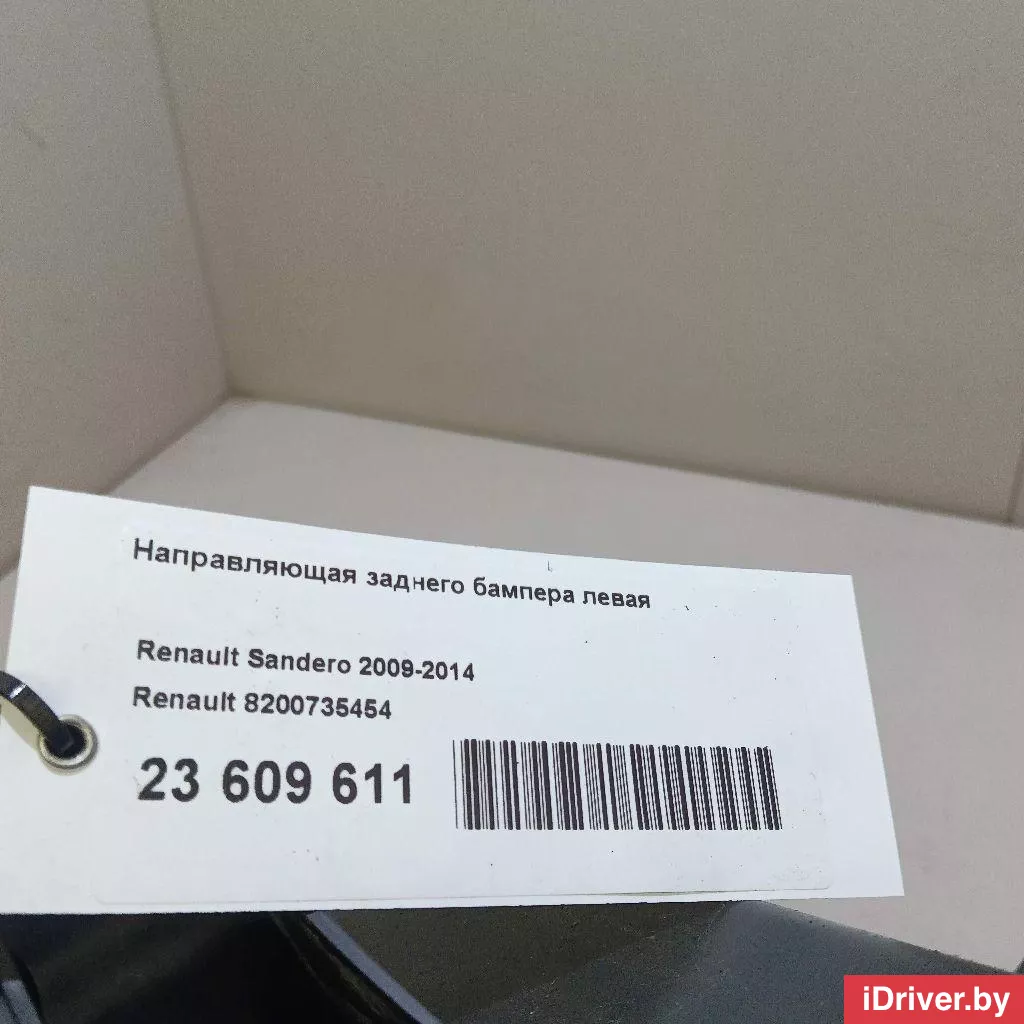 Направляющая заднего бампера левая
Renault Sandero 2009-2014
Renault 8200735454
23 609 611
iDriver.by